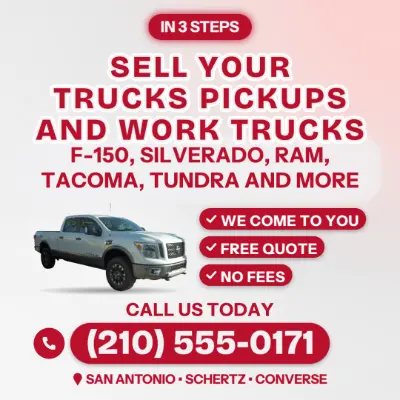 IN 3 STEPS
SELL YOUR
TRUCKS PICKUPS
AND WORK TRUCKS
F-150, SILVERADO, RAM,
TACOMA, TUNDRA AND MORE
WE COME TO YOU
FREE QUOTE
NO FEES
CALL US TODAY
(210) 555-0171
SAN ANTONIO • SCHERTZ • CONVERSE